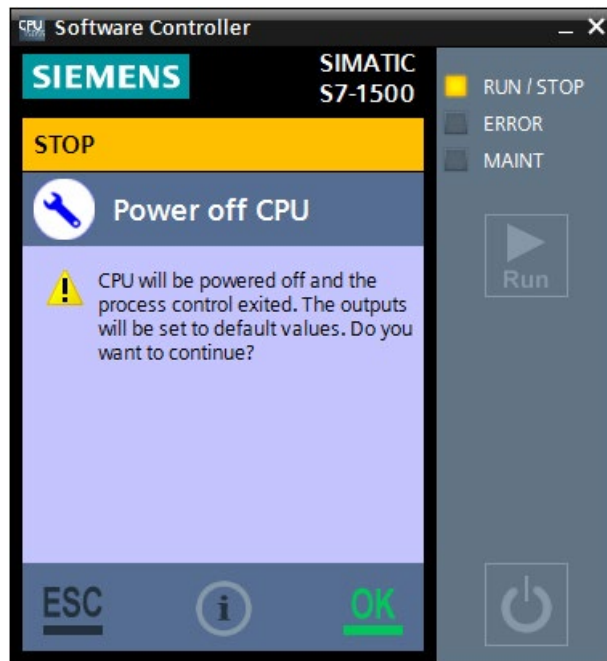 CPU
Software Controller
SIEMENS
SIMATIC
S7-1500
STOP
Power off CPU
CPU will be powered off and the
process control exited. The outputs
will be set to default values. Do you
want to continue?
ESC
i
OK
RUN / STOP
ERROR
MAINT
Run